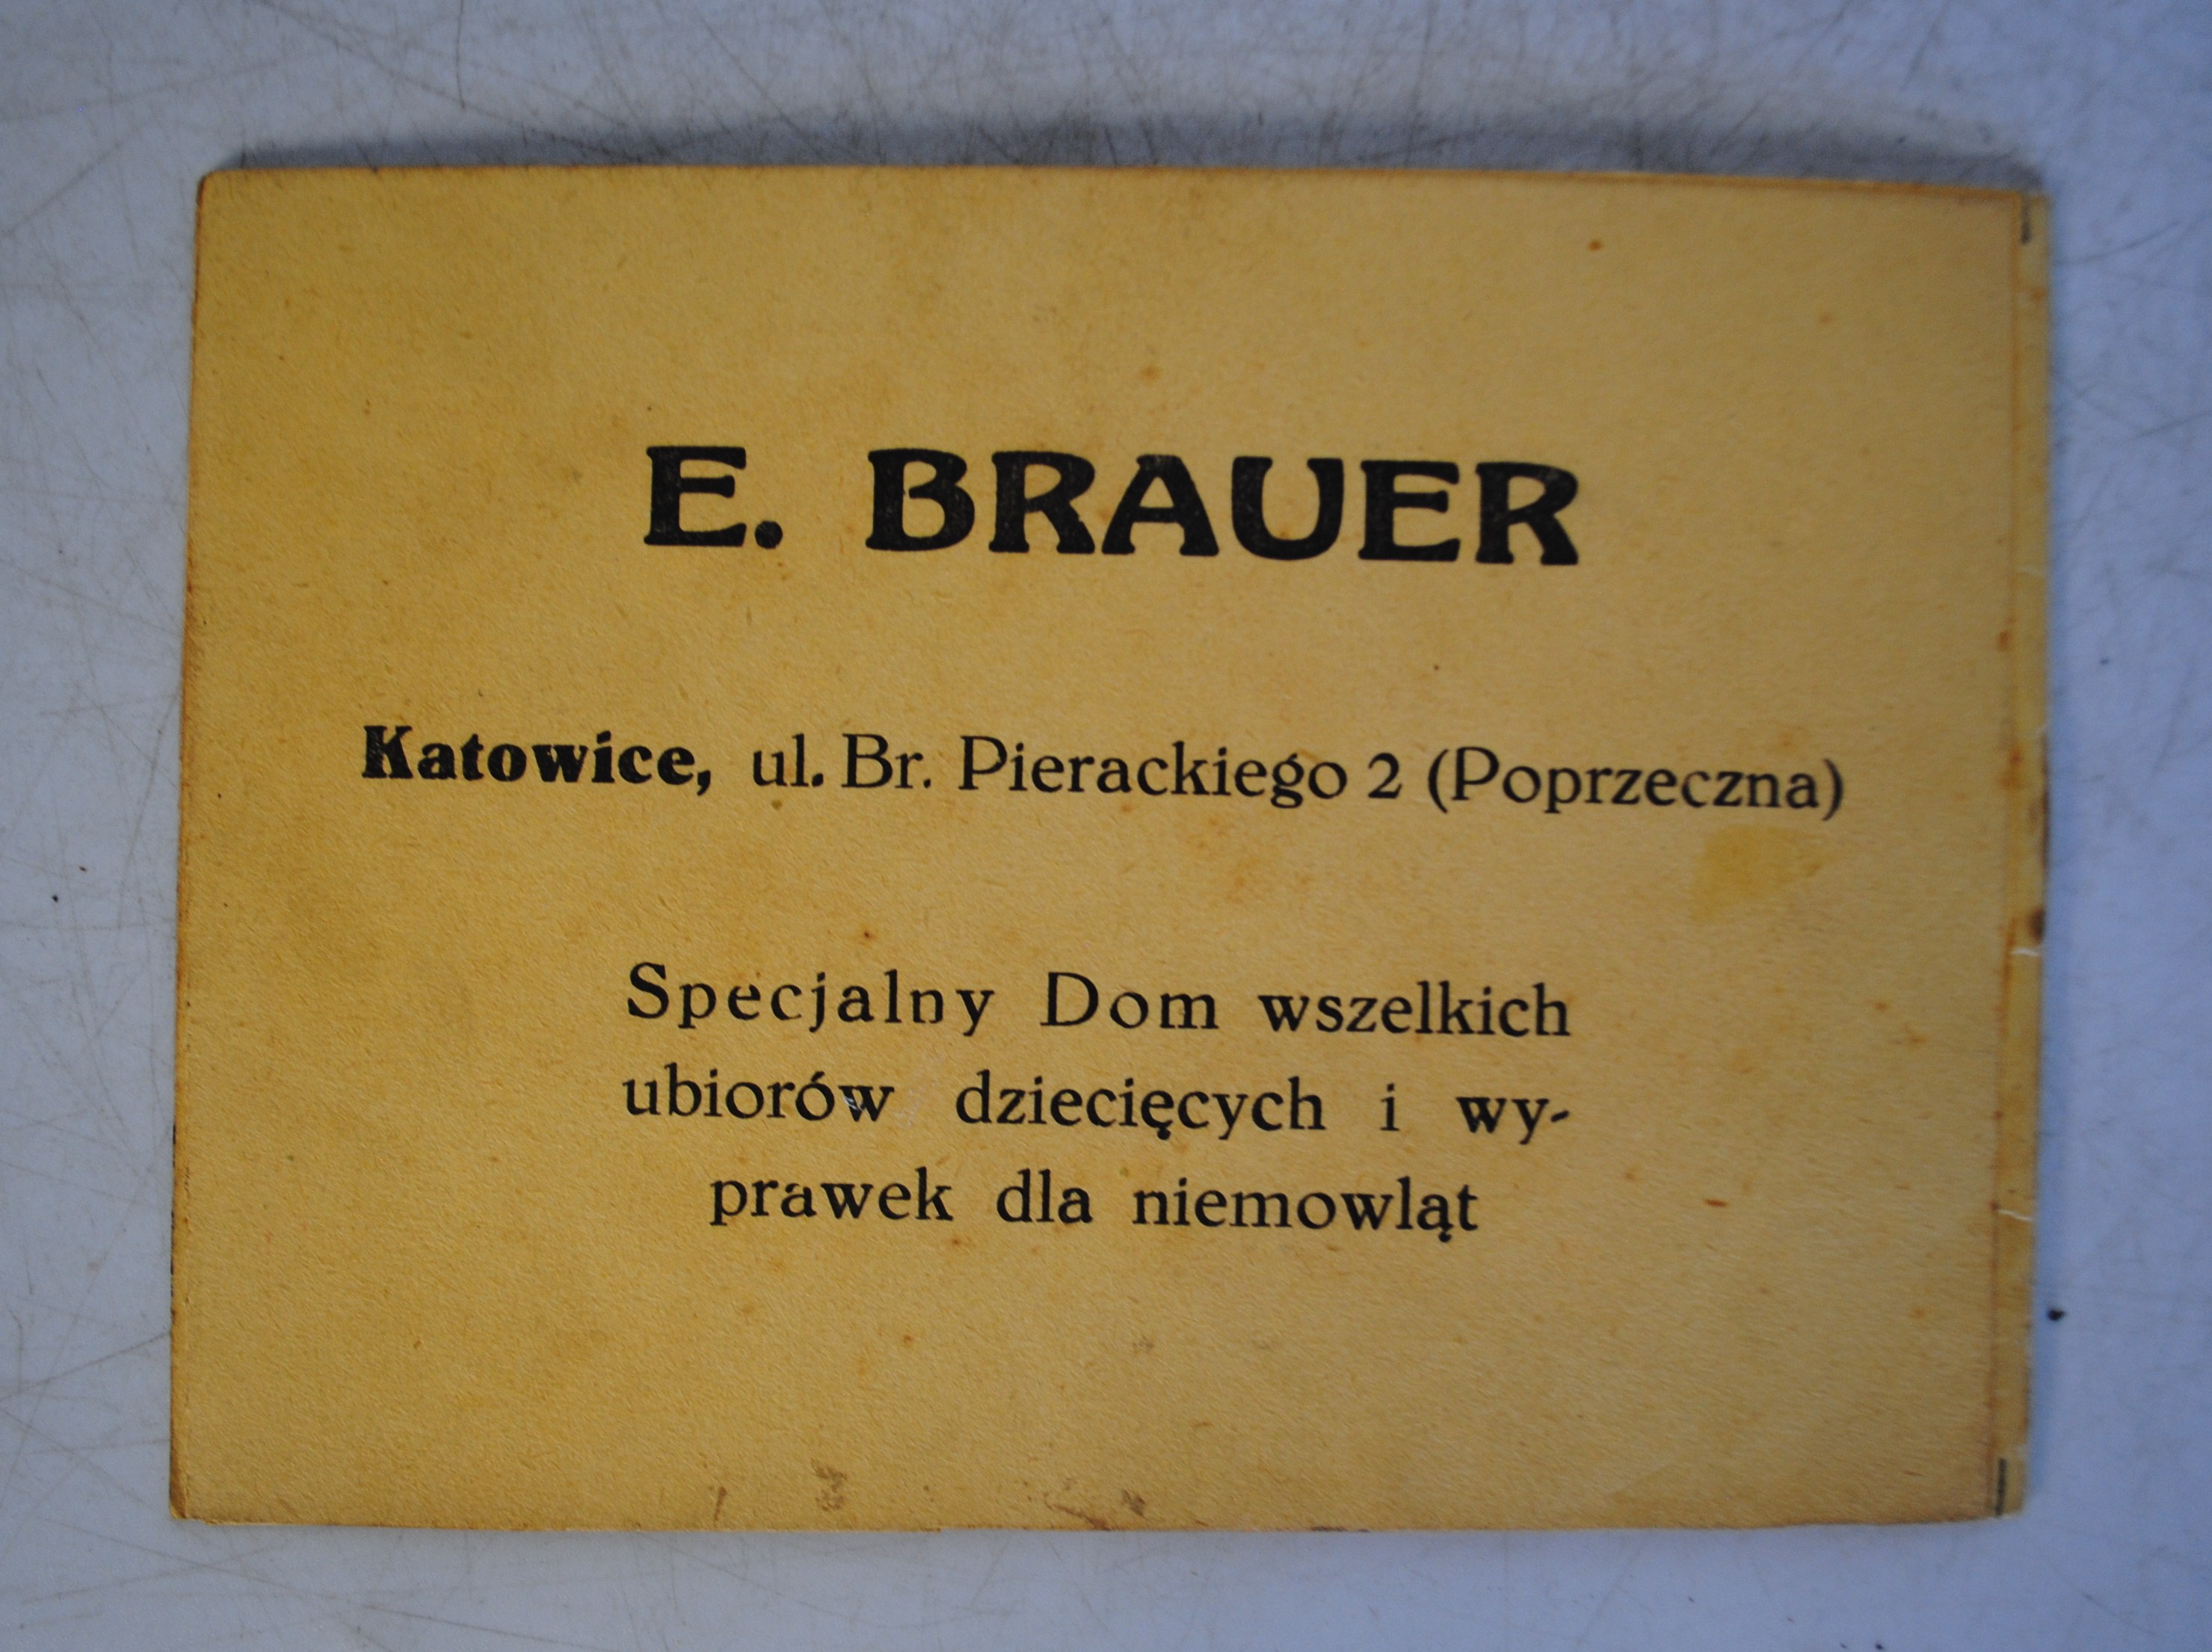 E. BRAUER
Katowice, ul. Br. Pierackiego 2 (Poprzeczna)
Specjalny Dom wszelkich
ubiorów dziecięcych i wy-
prawek dla niemowląt